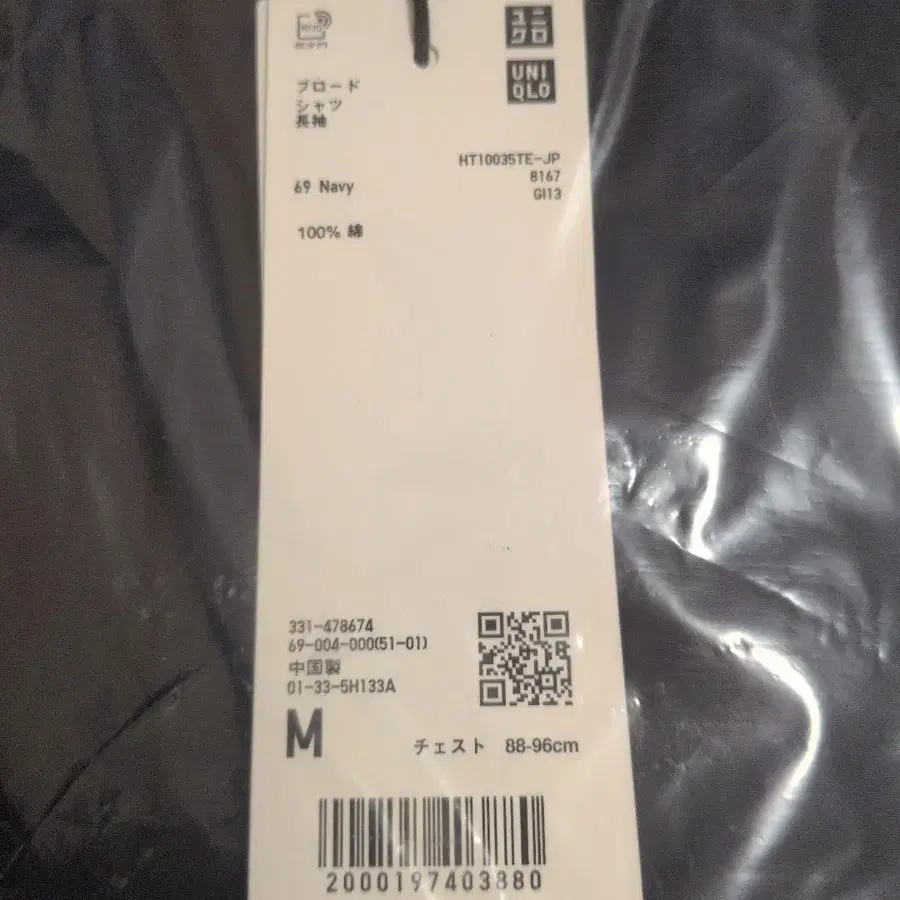 RFID
ユニ
クロ
UNI
QLO
ブロード
シャツ
長袖
HT10035TE-JP
8167
GI13
69 Navy
100% 綿
331-478674
69-004-000(51-01)
中国製
01-33-5H133A
M
チェスト 88-96cm
2000197403880